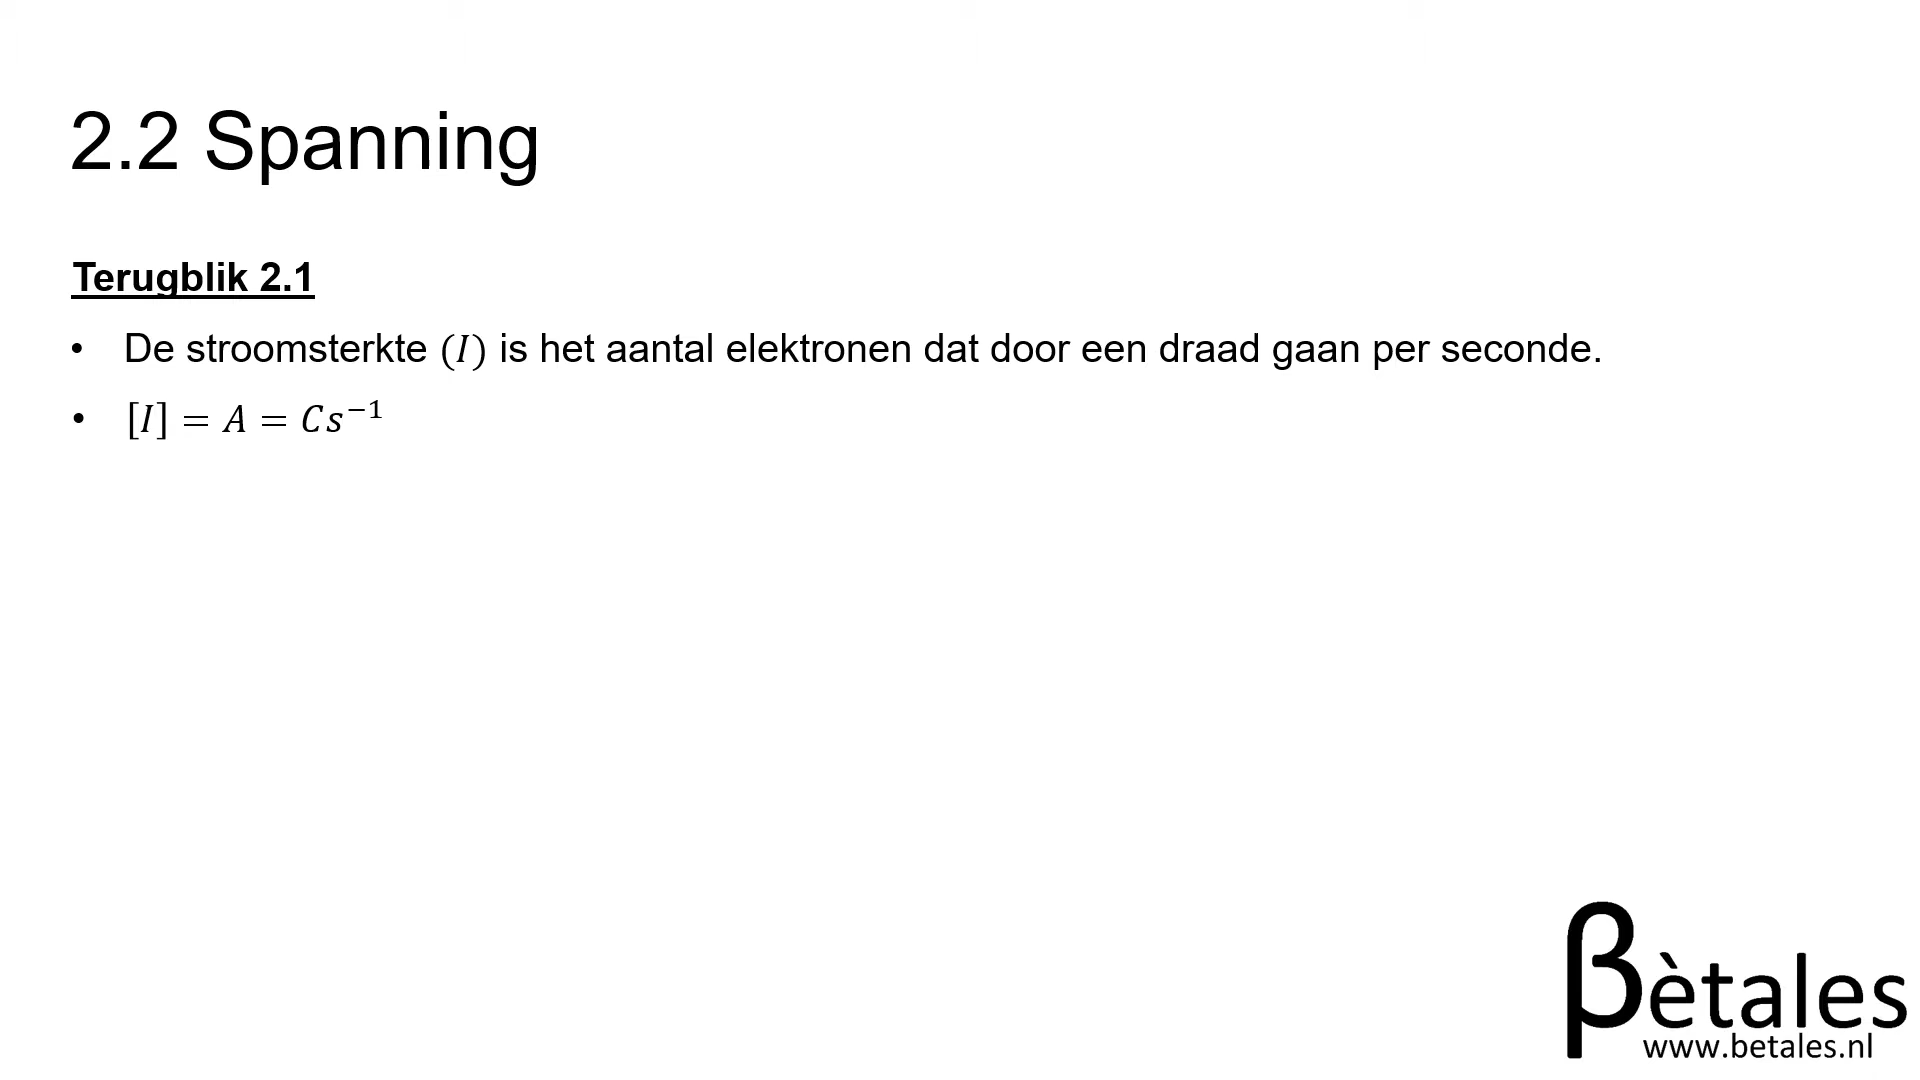 2.2 Spanning
Terugblik 2.1
• De stroomsterkte (I) is het aantal elektronen dat door een draad gaan per seconde.
• [I] = A = Cs⁻¹
βètales
www.betales.nl